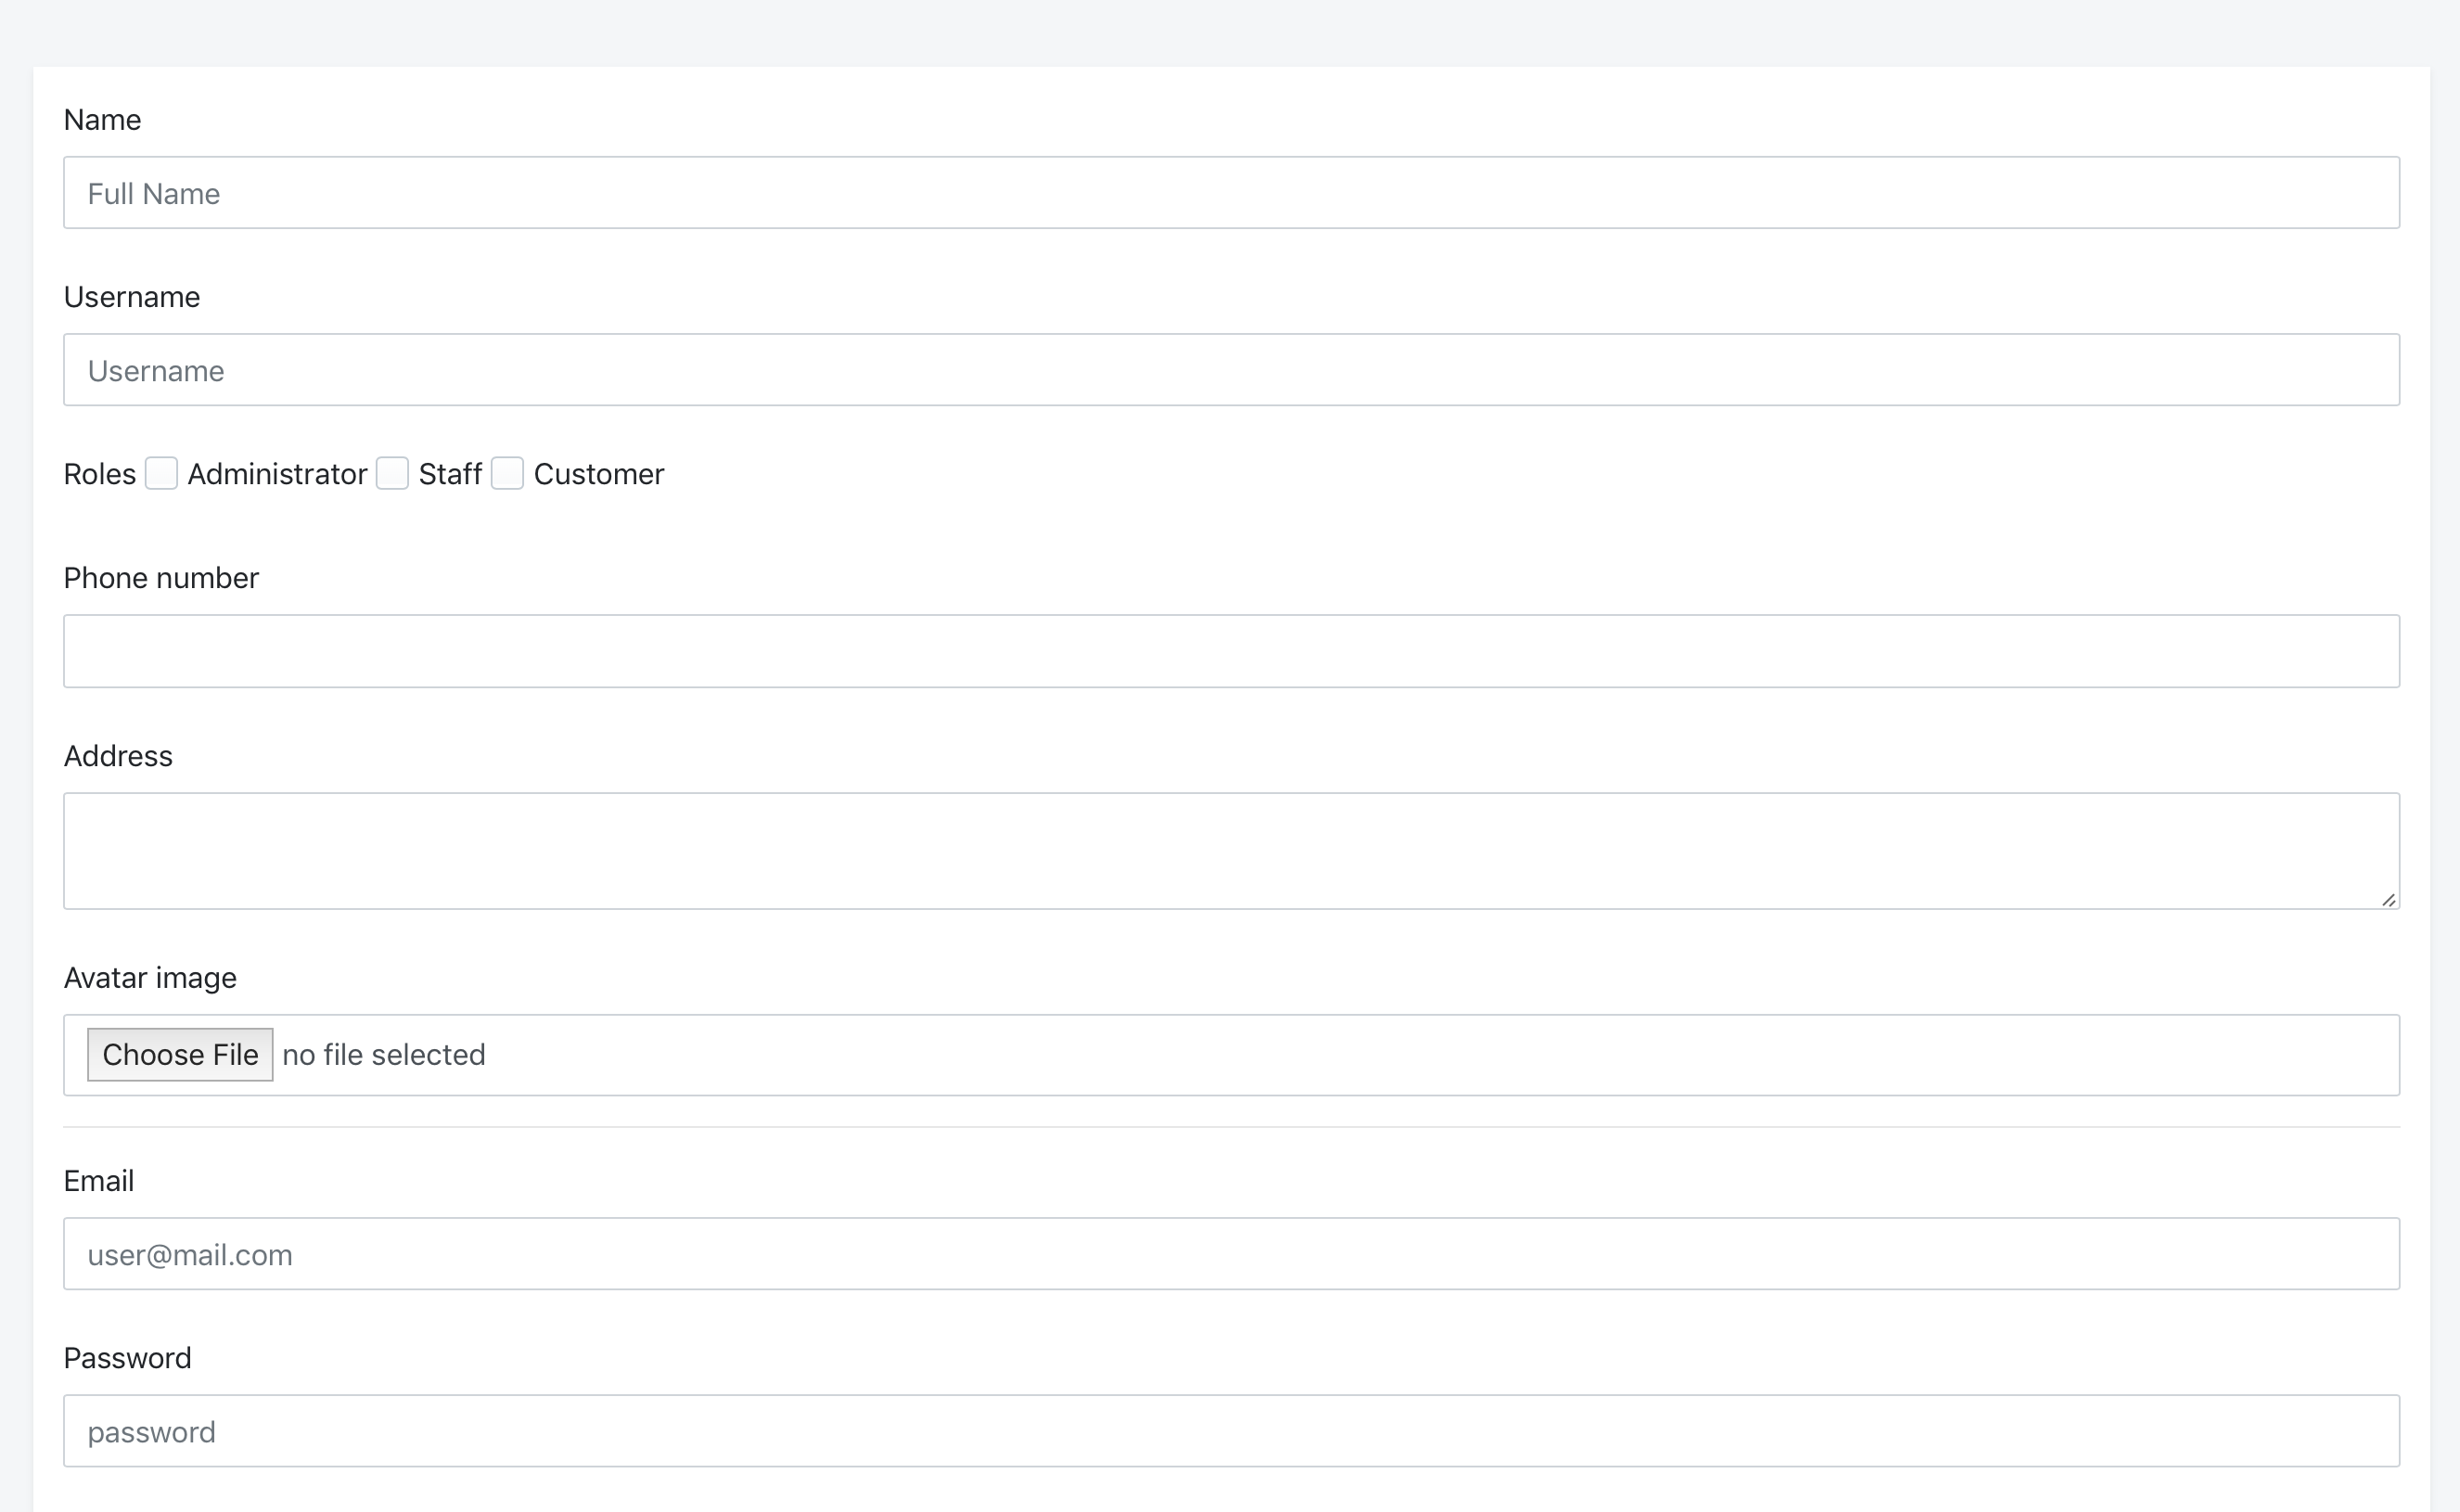 Name
Full Name
Username
Username
Roles Administrator Staff Customer
Phone number
Address
Avatar image
Choose File no file selected
Email
user@mail.com
Password
password